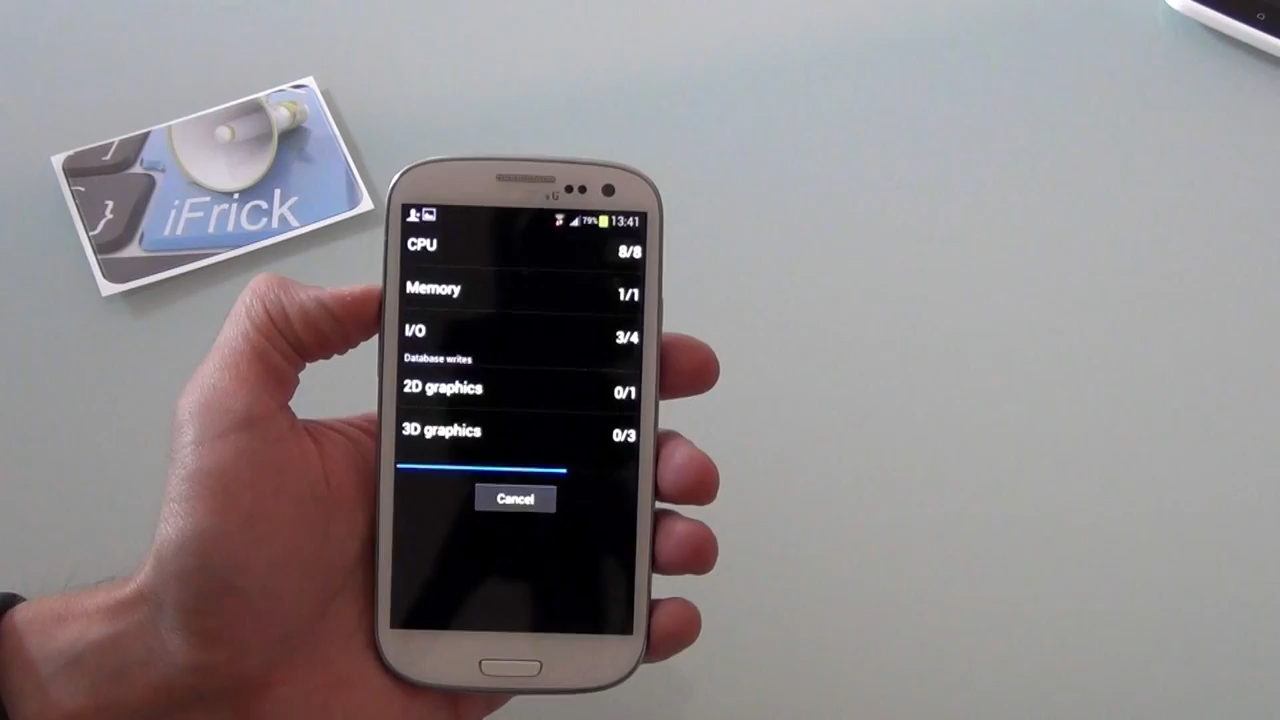 iFrick
79% 13:41
CPU 8/8
Memory 1/1
I/O 3/4
Database writes
2D graphics 0/1
3D graphics 0/3
Cancel